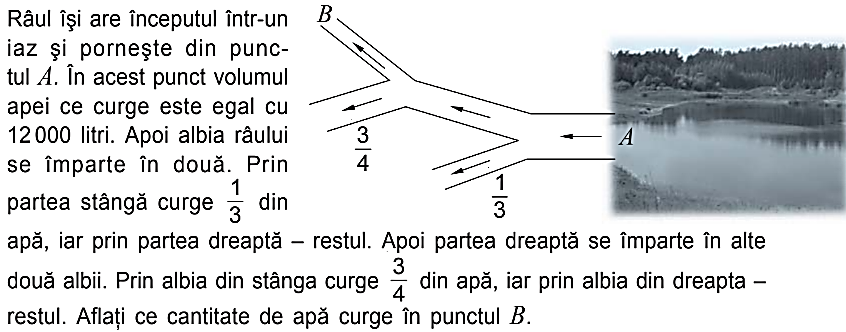 Râul își are începutul într-un
iaz și pornește din punc-
tul A. În acest punct volumul
apei ce curge este egal cu
12 000 litri. Apoi albia râului
se împarte în două. Prin
partea stângă curge 1/3 din
apă, iar prin partea dreaptă – restul. Apoi partea dreaptă se împarte în alte
două albii. Prin albia din stânga curge 3/4 din apă, iar prin albia din dreapta –
restul. Aflați ce cantitate de apă curge în punctul B.
B
3/4
1/3
A